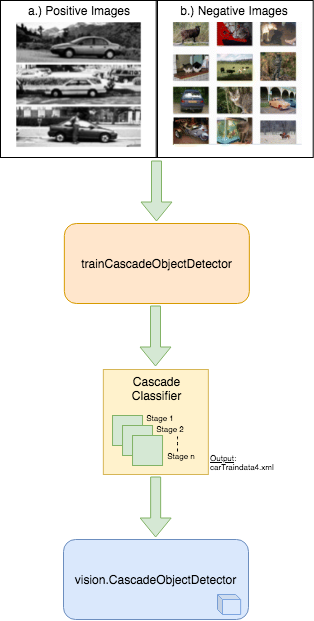 a.) Positive Images
b.) Negative Images
trainCascadeObjectDetector
Cascade
Classifier
Stage 1
Stage 2
Stage n
Output:
carTraindata4.xml
vision.CascadeObjectDetector